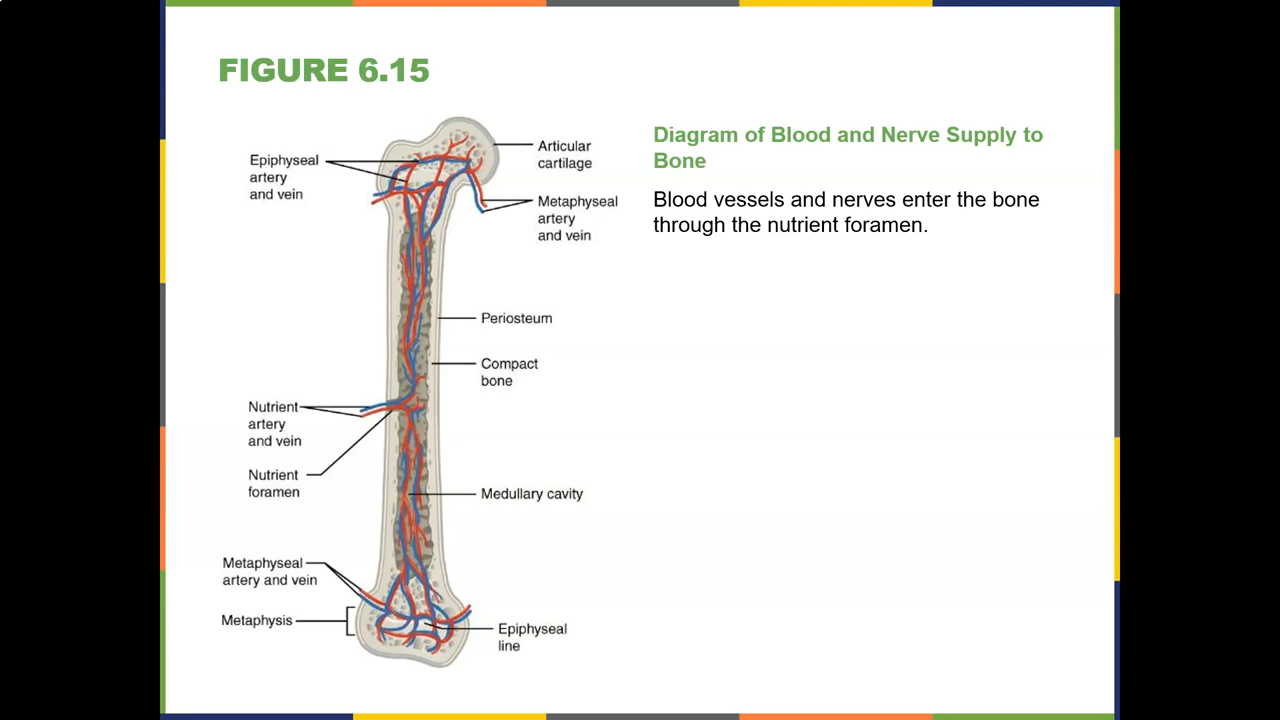 FIGURE 6.15
Epiphyseal
artery
and vein
Articular
cartilage
Metaphyseal
artery
and vein
Periosteum
Compact
bone
Nutrient
artery
and vein
Nutrient
foramen
Medullary cavity
Metaphyseal
artery and vein
Metaphysis
Epiphyseal
line
Diagram of Blood and Nerve Supply to
Bone
Blood vessels and nerves enter the bone
through the nutrient foramen.